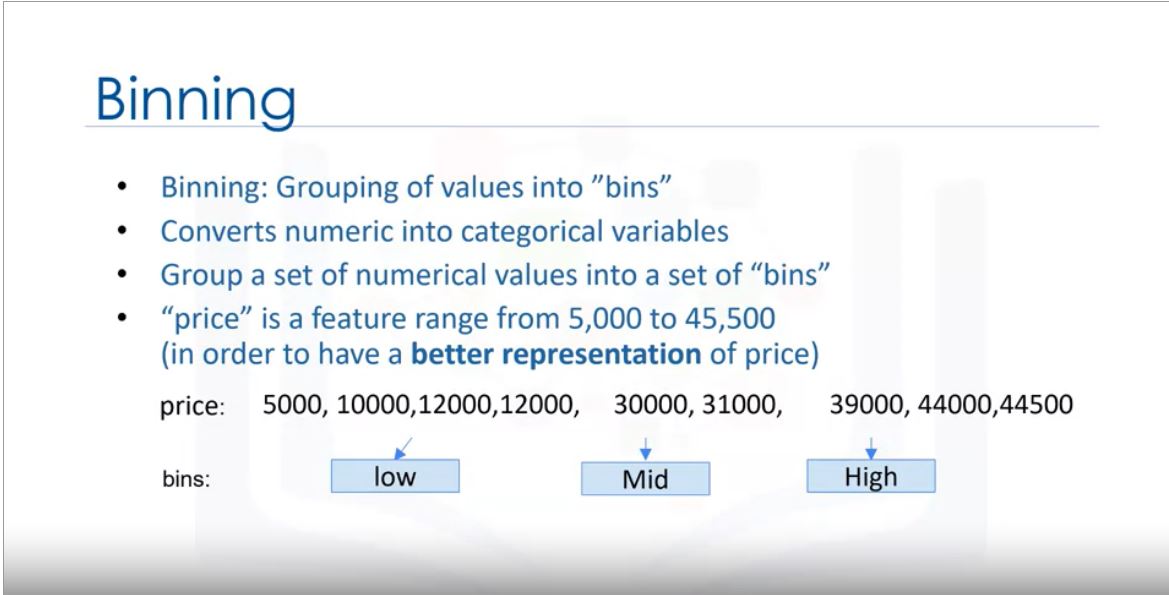 Binning
• Binning: Grouping of values into ”bins”
• Converts numeric into categorical variables
• Group a set of numerical values into a set of “bins”
• “price” is a feature range from 5,000 to 45,500
(in order to have a better representation of price)
price: 5000, 10000,12000,12000, 30000, 31000, 39000, 44000,44500
bins: low Mid High